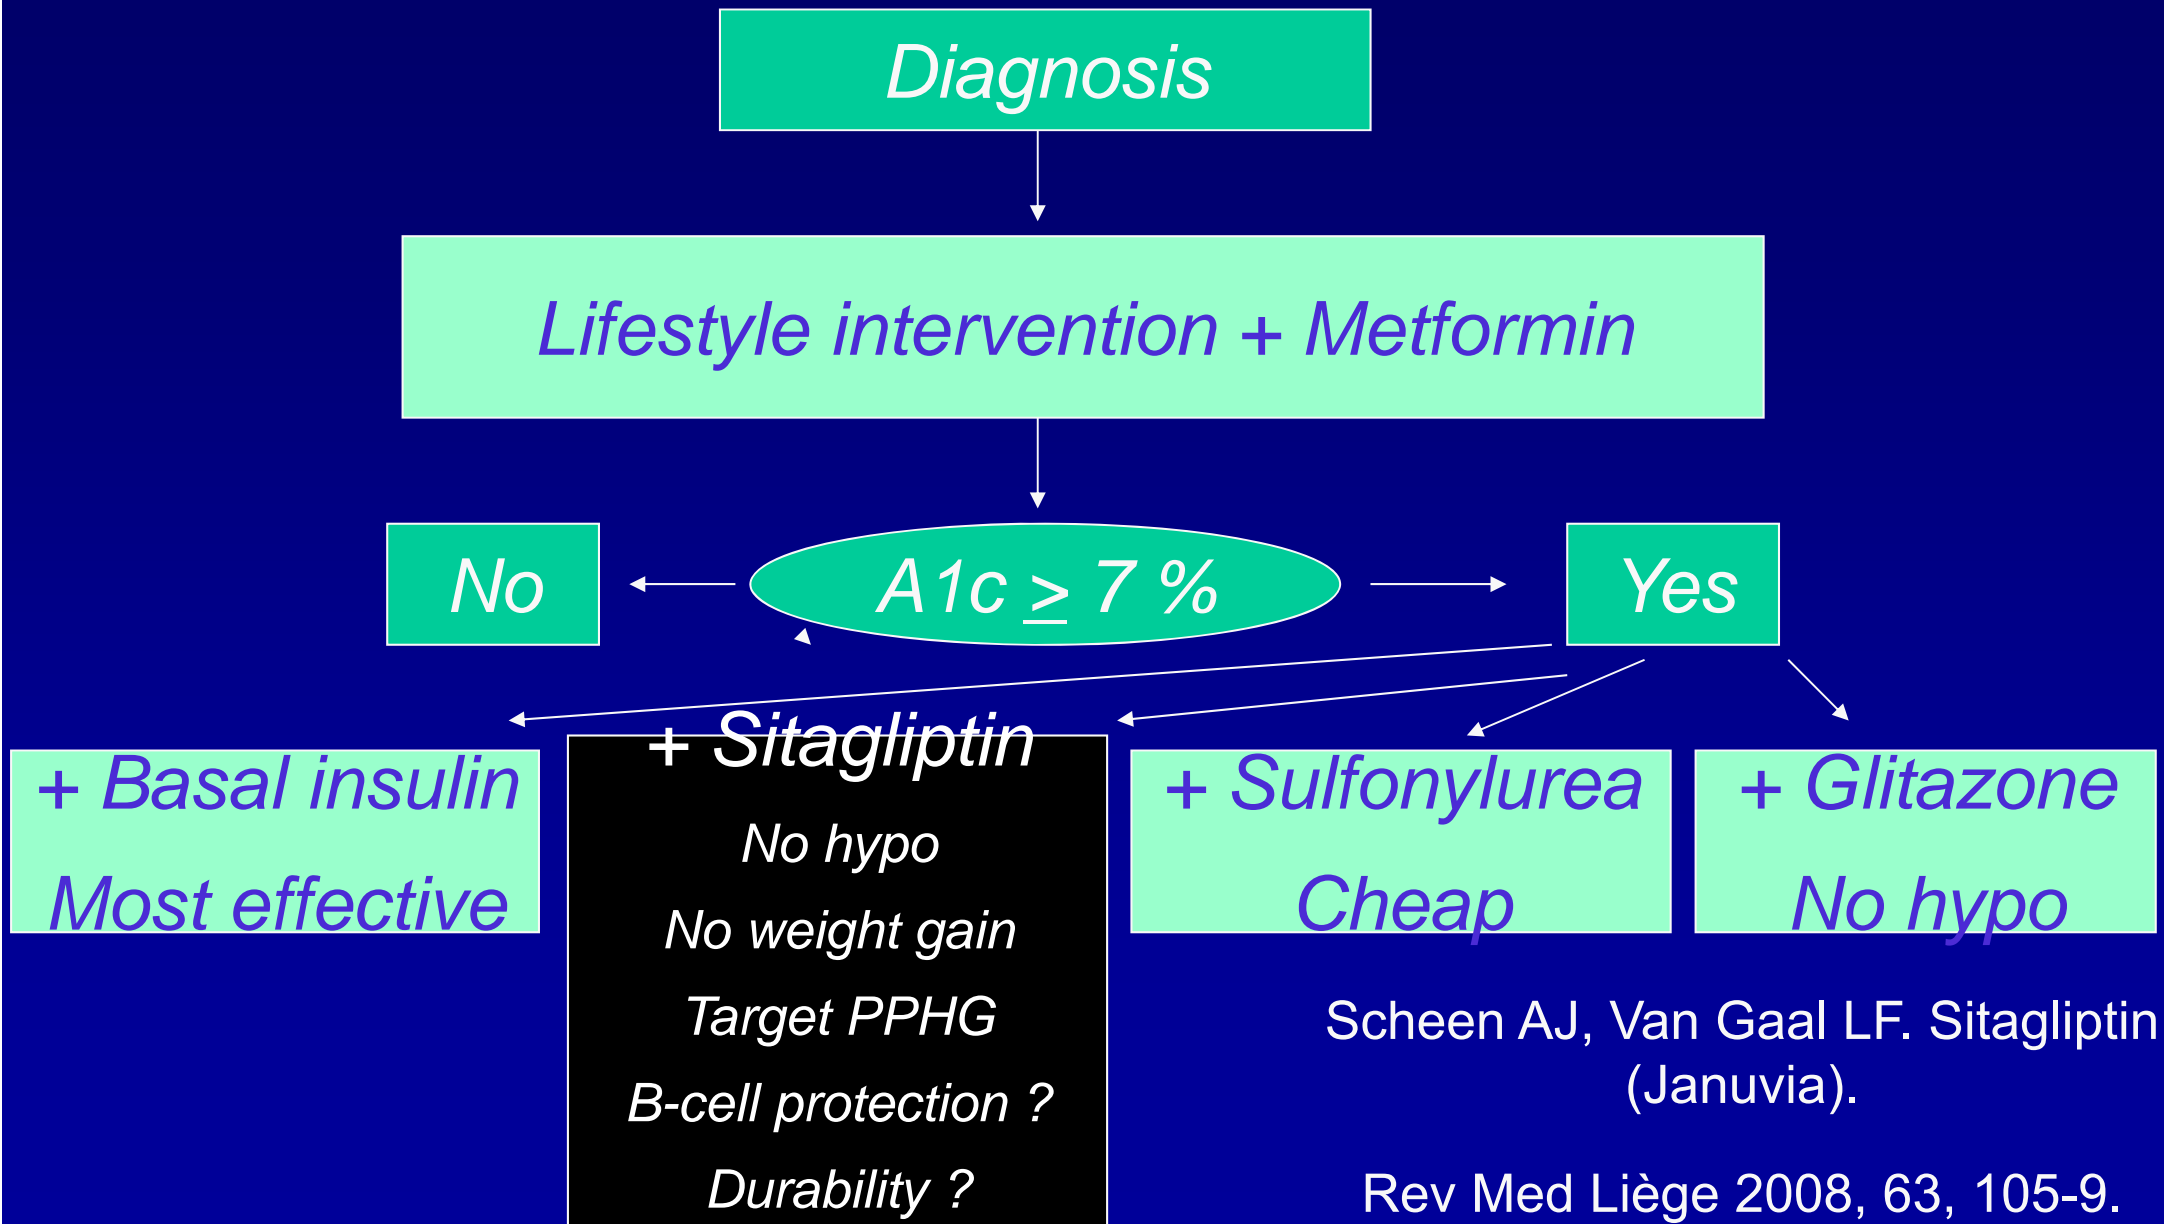 Diagnosis
Lifestyle intervention + Metformin
No
A1c ≥ 7 %
Yes
+ Basal insulin
Most effective
+ Sitagliptin
No hypo
No weight gain
Target PPHG
B-cell protection ?
Durability ?
+ Sulfonylurea
Cheap
+ Glitazone
No hypo
Scheen AJ, Van Gaal LF. Sitagliptin
(Januvia).
Rev Med Liège 2008, 63, 105-9.